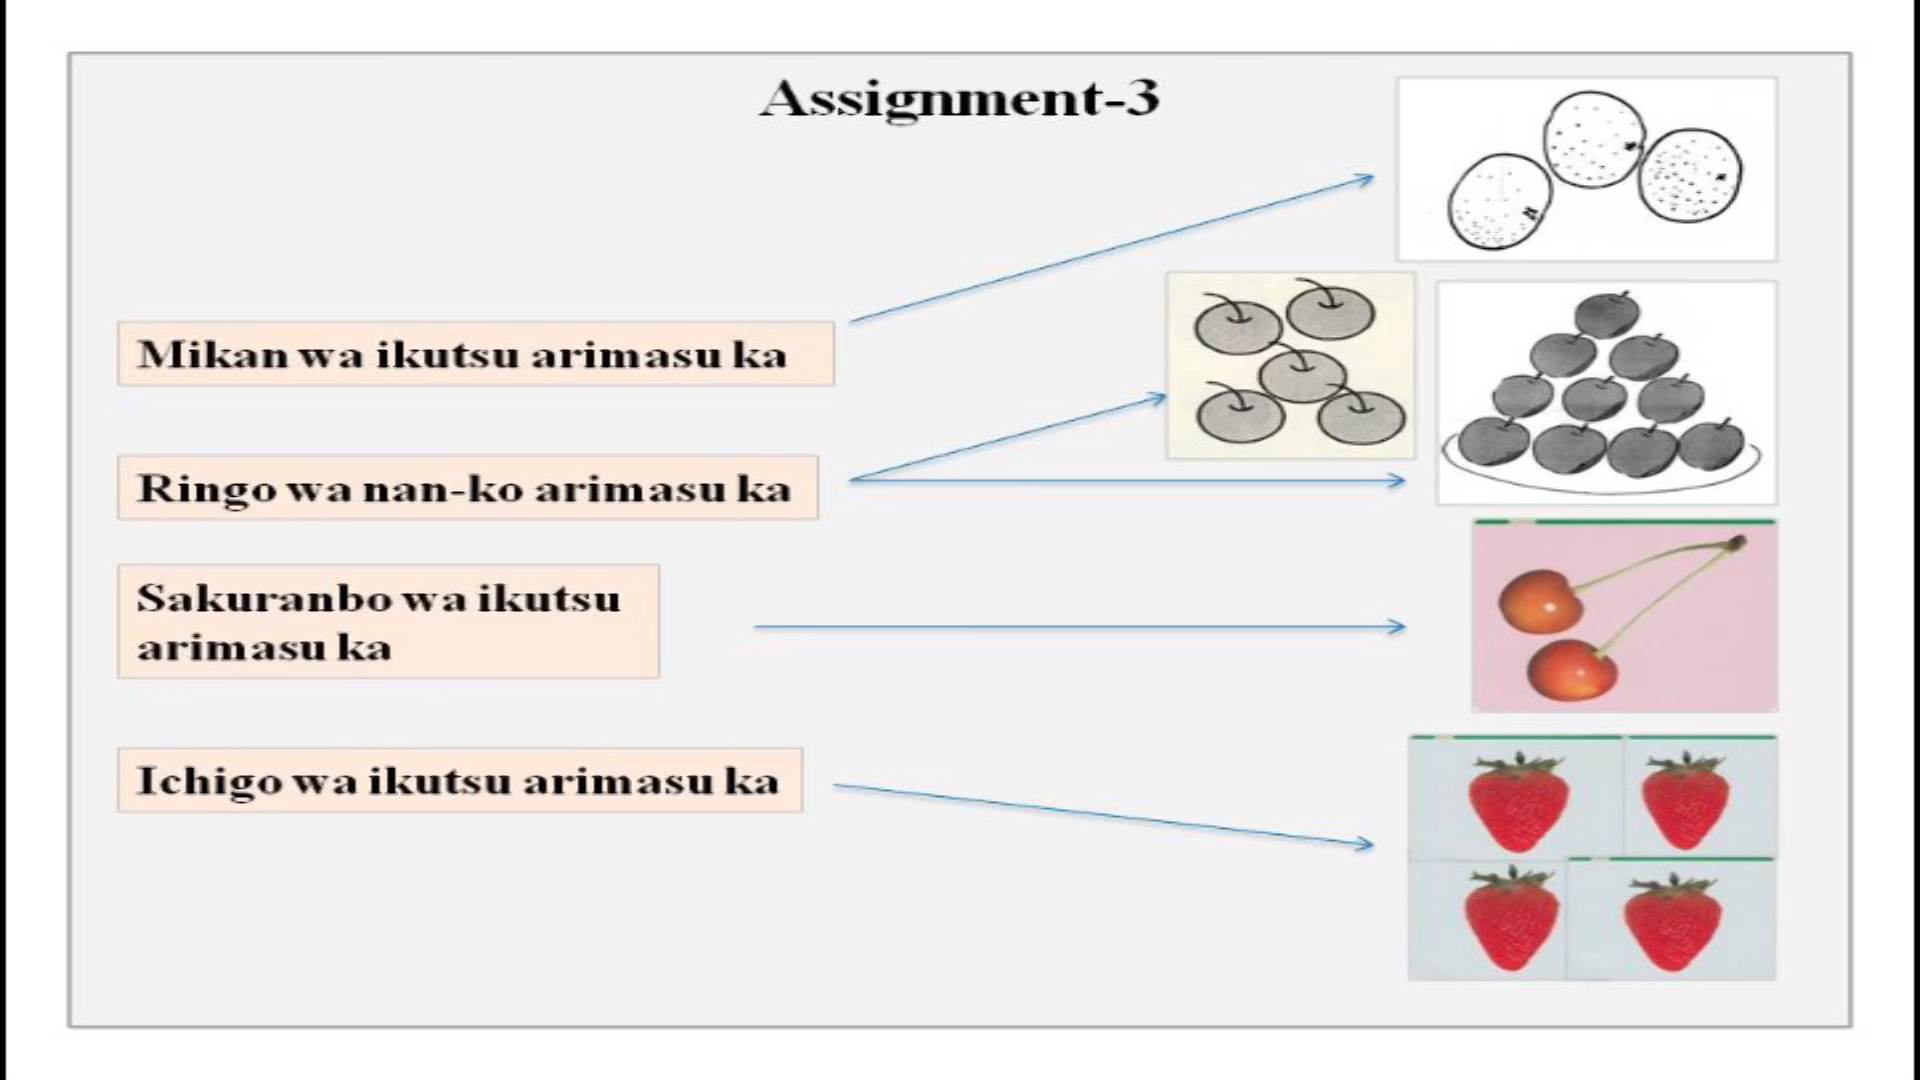 Assignment-3
Mikan wa ikutsu arimasu ka
Ringo wa nan-ko arimasu ka
Sakuranbo wa ikutsu
arimasu ka
Ichigo wa ikutsu arimasu ka